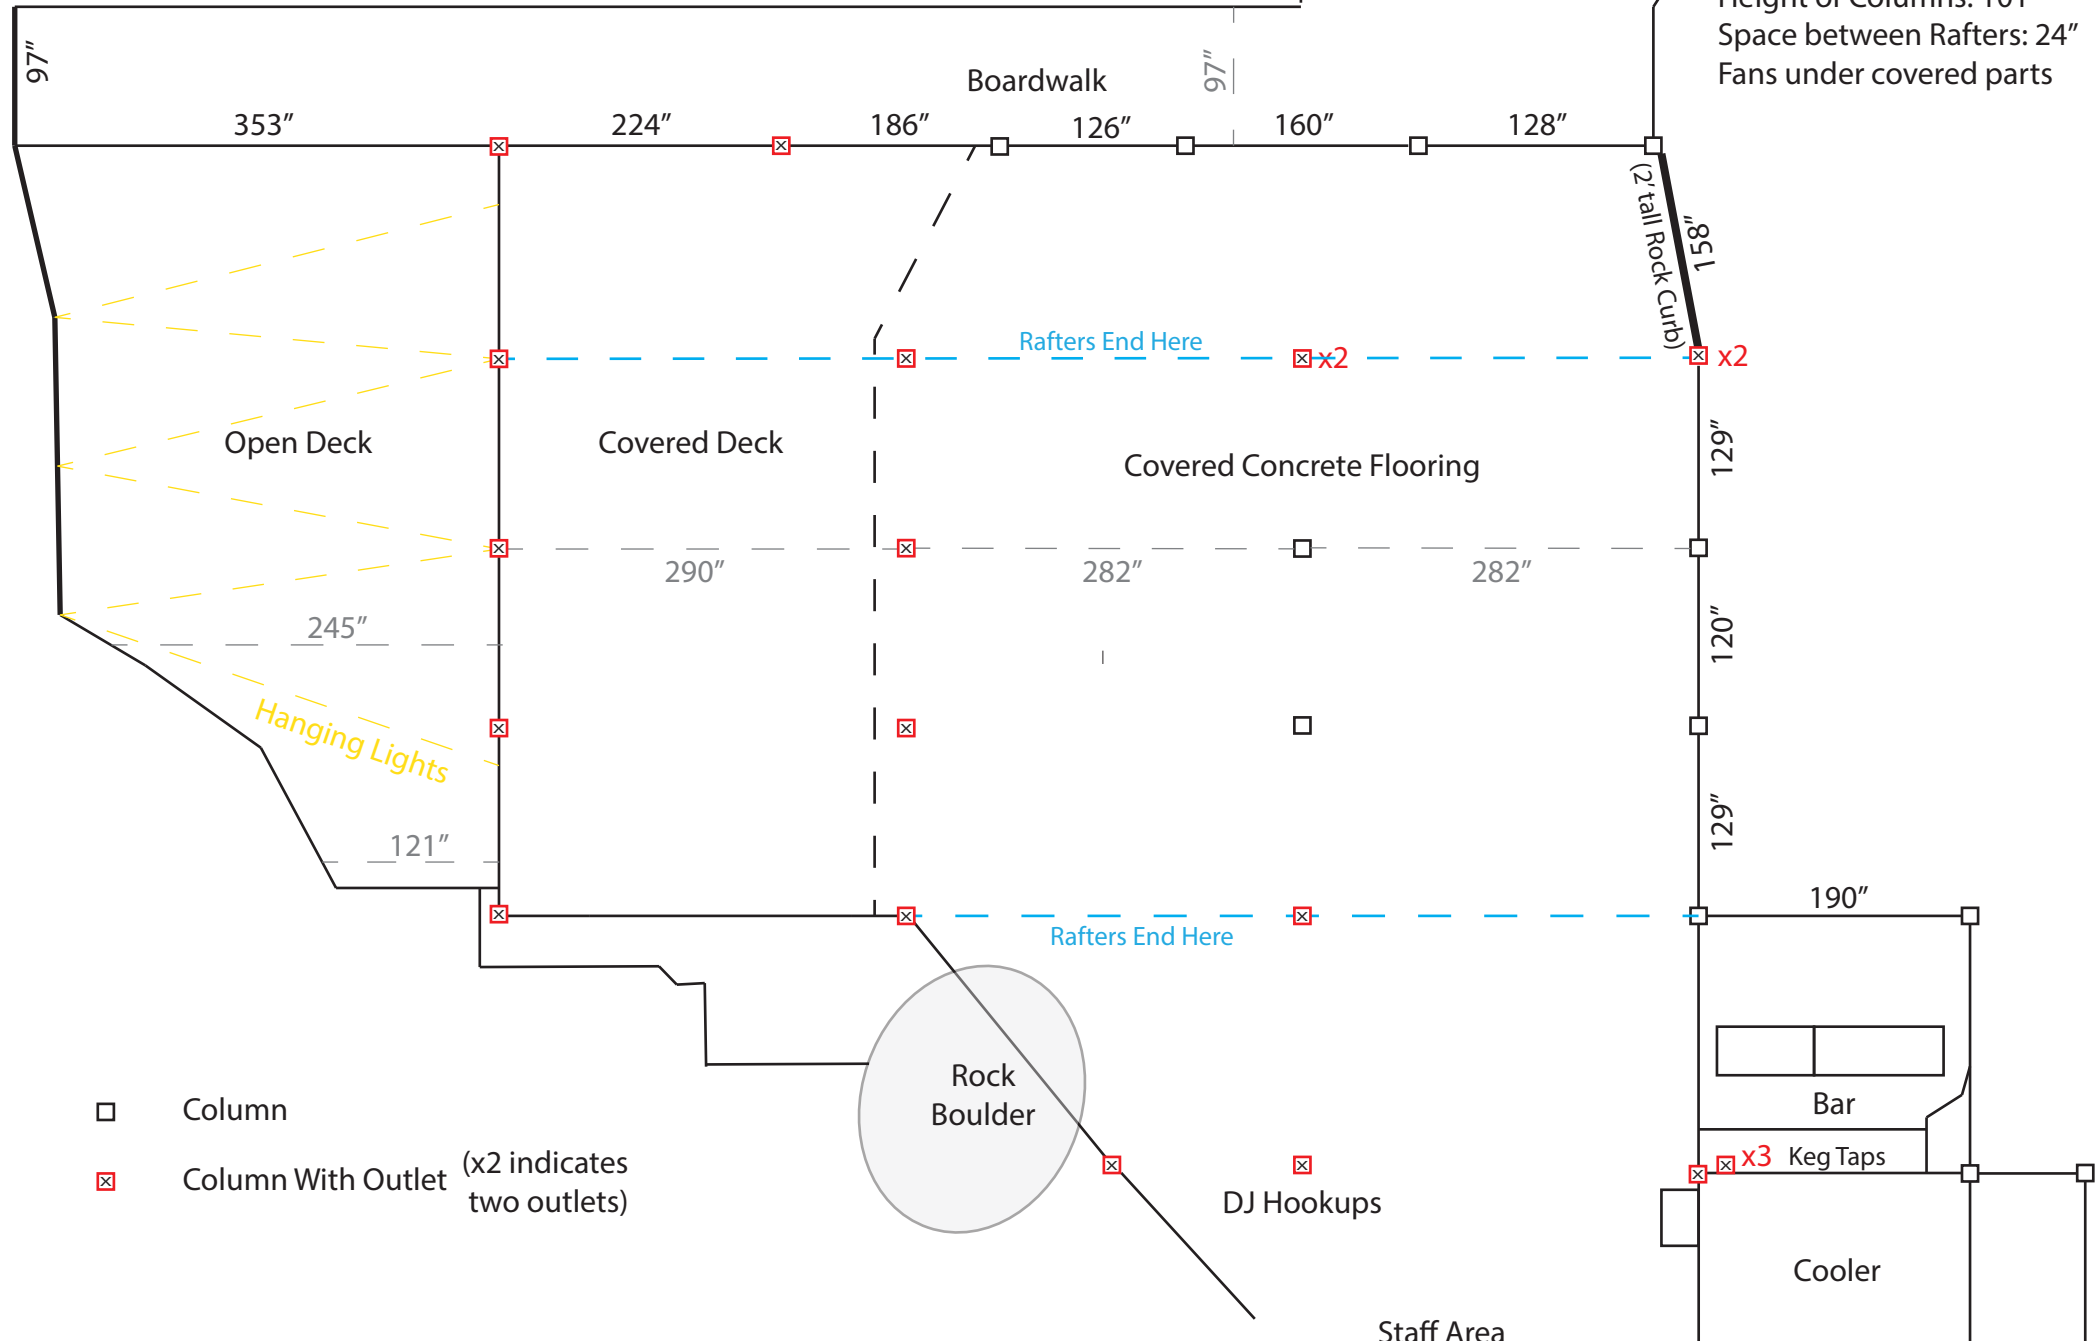 Height of Columns: 101"
Space between Rafters: 24”
Fans under covered parts
97”
Boardwalk
97”
353”
224”
186”
126”
160”
128”
(2’ tall Rock Curb)
158”
Rafters End Here
x2
x2
Open Deck
Covered Deck
Covered Concrete Flooring
129”
290”
282”
282”
245”
120”
Hanging Lights
121”
129”
190”
Rafters End Here
Rock
Boulder
Bar
x3
Keg Taps
Column
Column With Outlet
(x2 indicates
two outlets)
DJ Hookups
Cooler
Staff Area